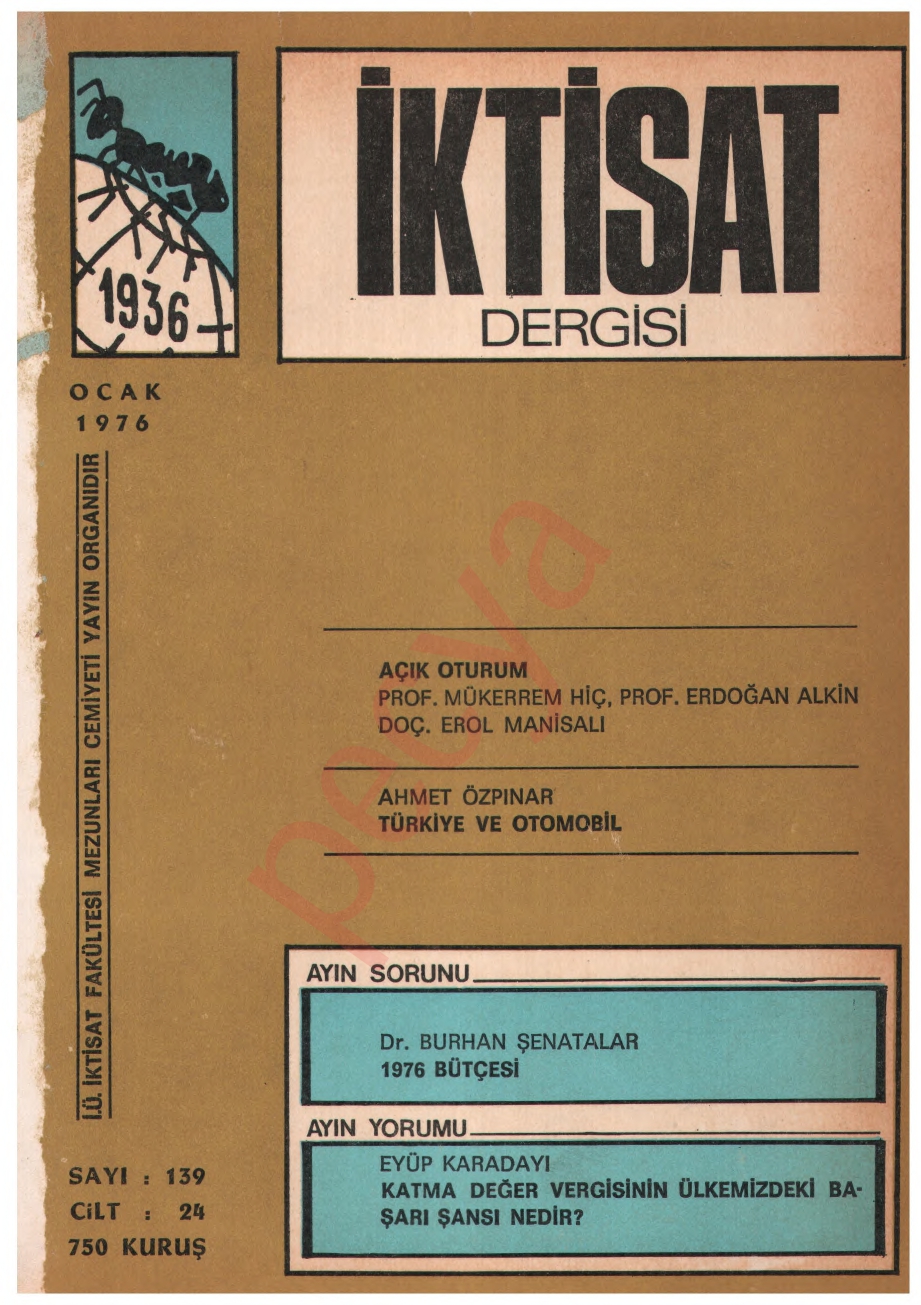 1936
İKTİSAT
DERGİSİ
OCAK
1976
İ.Ü. İKTİSAT FAKÜLTESİ MEZUNLARI CEMİYETİ YAYIN ORGANIDIR
AÇIK OTURUM
PROF. MÜKERREM HİÇ, PROF. ERDOĞAN ALKİN
DOÇ. EROL MANİSALI
AHMET ÖZPINAR
TÜRKİYE VE OTOMOBİL
pecya
AYIN SORUNU
Dr. BURHAN ŞENATALAR
1976 BÜTÇESİ
AYIN YORUMU
EYÜP KARADAYI
KATMA DEĞER VERGİSİNİN ÜLKEMİZDEKİ BA-
ŞARI ŞANSI NEDİR?
SAYI : 139
CİLT : 24
750 KURUŞ